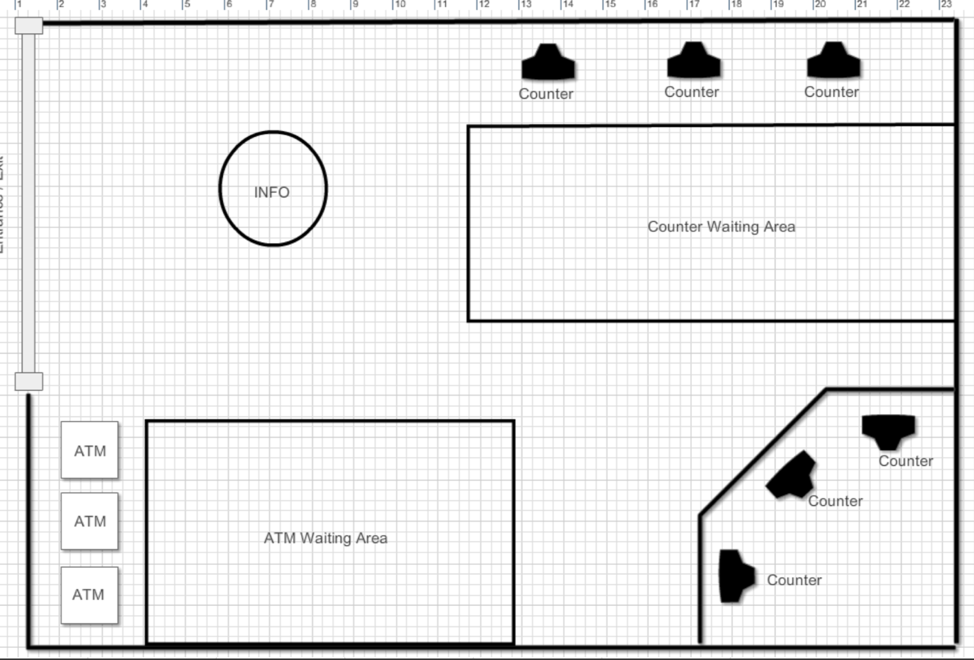 1 2 3 4 5 6 7 8 9 10 11 12 13 14 15 16 17 18 19 20 21 22 23
Counter Counter Counter
INFO
Counter Waiting Area
ATM
Counter
Counter
ATM
ATM Waiting Area
Counter
ATM